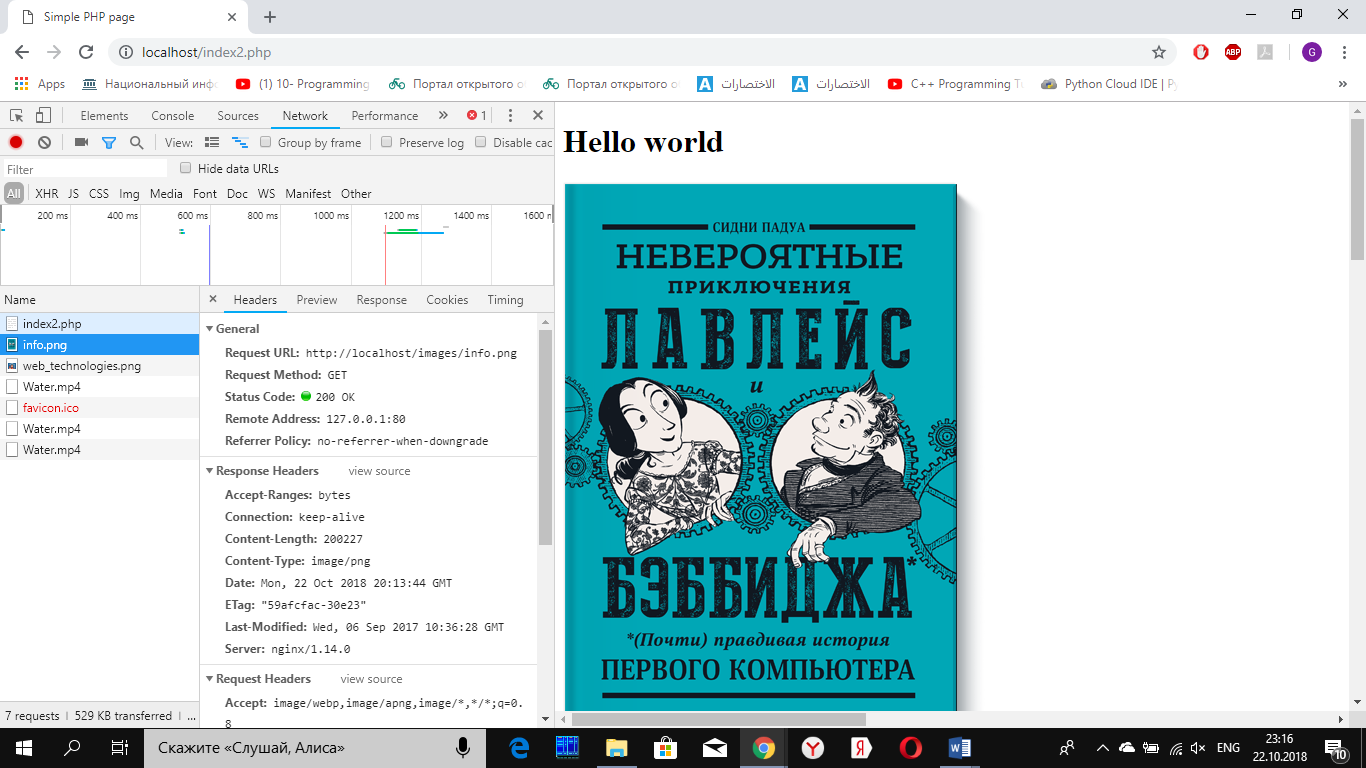 Simple PHP page
localhost/index2.php
ABP
G
Apps
Национальный инфо
(1) 10- Programming
Портал открытого о
Портал открытого о
الاختصارات
الاختصارات
C++ Programming Tu
Python Cloud IDE | Py
»
Elements Console Sources Network Performance » 1
View: Group by frame Preserve log Disable cac
Filter Hide data URLs
All XHR JS CSS Img Media Font Doc WS Manifest Other
200 ms 400 ms 600 ms 800 ms 1000 ms 1200 ms 1400 ms 1600 m
Name
index2.php
info.png
web_technologies.png
Water.mp4
favicon.ico
Water.mp4
Water.mp4
7 requests | 529 KB transferred | ...
× Headers Preview Response Cookies Timing
General
Request URL: http://localhost/images/info.png
Request Method: GET
Status Code: 200 OK
Remote Address: 127.0.0.1:80
Referrer Policy: no-referrer-when-downgrade
Response Headers view source
Accept-Ranges: bytes
Connection: keep-alive
Content-Length: 200227
Content-Type: image/png
Date: Mon, 22 Oct 2018 20:13:44 GMT
ETag: "59afcfac-30e23"
Last-Modified: Wed, 06 Sep 2017 10:36:28 GMT
Server: nginx/1.14.0
Request Headers view source
Accept: image/webp,image/apng,image/*,*/*;q=0.
8
Hello world
СИДНИ ПАДУА
НЕВЕРОЯТНЫЕ
ПРИКЛЮЧЕНИЯ
ЛАВЛЕЙС
и
БЭББИДЖА*
*(Почти) правдивая история
ПЕРВОГО КОМПЬЮТЕРА
Скажите «Слушай, Алиса»
ENG
23:16
22.10.2018
10